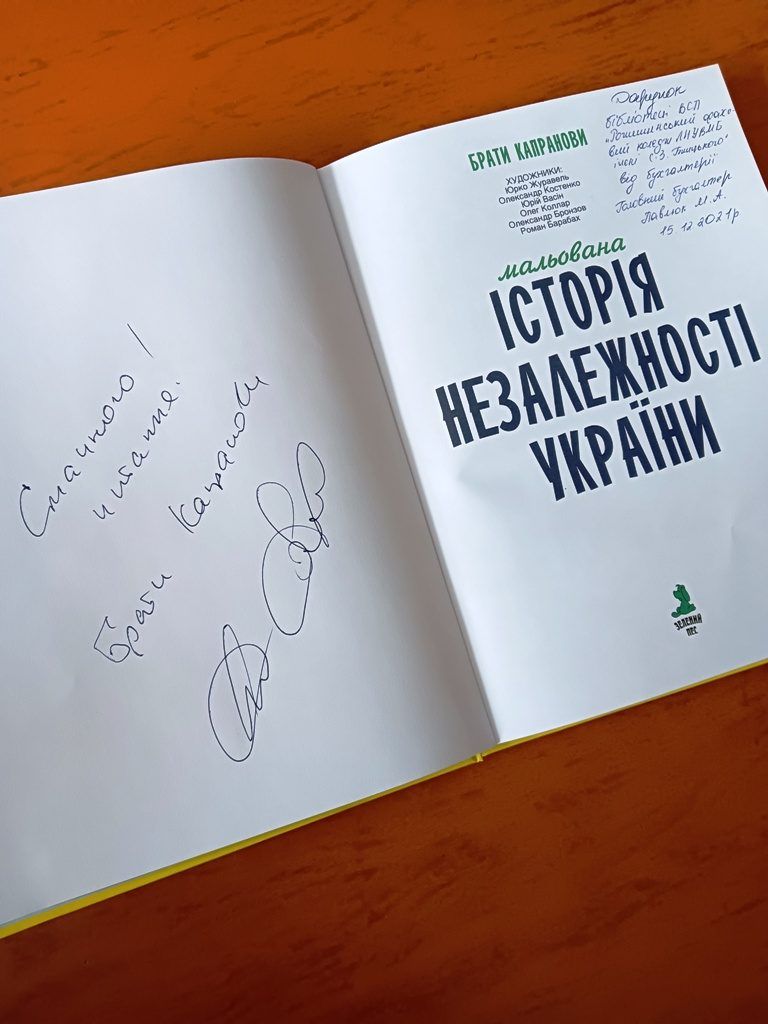 Смачного!
читання.
Брати Капранови
БРАТИ КАПРАНОВИ
ХУДОЖНИКИ:
Юрко Журавель
Олександр Костенко
Юрій Васін
Олег Коллар
Олександр Бронзов
Роман Барабах
мальована
ІСТОРІЯ
НЕЗАЛЕЖНОСТІ
УКРАЇНИ
ЗЕЛЕНИЙ
ПЕС
Дарунок
бібліотеці ВСП
"Рогатинський фахо-
вий коледж ЛНУВМБ
імені С.З. Ґжицького"
від бухгалтерії
Головний бухгалтер
Павлюк М.А.
15.12.2021р